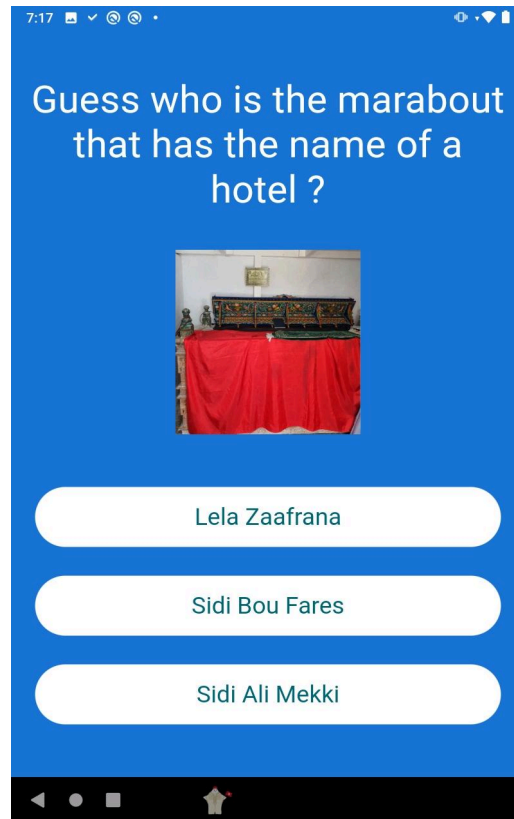 7:17
Guess who is the marabout
that has the name of a
hotel ?
Lela Zaafrana
Sidi Bou Fares
Sidi Ali Mekki